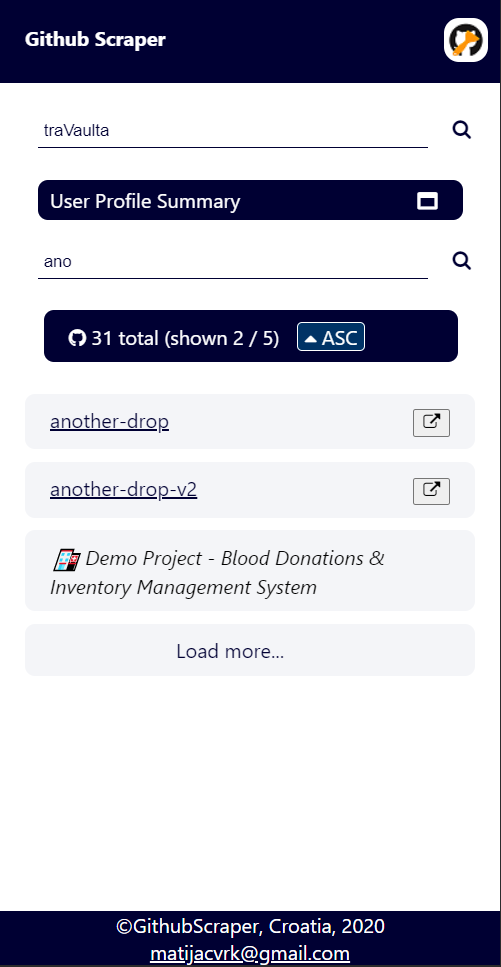 Github Scraper
traVaulta
User Profile Summary
ano
31 total (shown 2 / 5) ASC
another-drop
another-drop-v2
Demo Project - Blood Donations &
Inventory Management System
Load more...
©GithubScraper, Croatia, 2020
matijacvrk@gmail.com